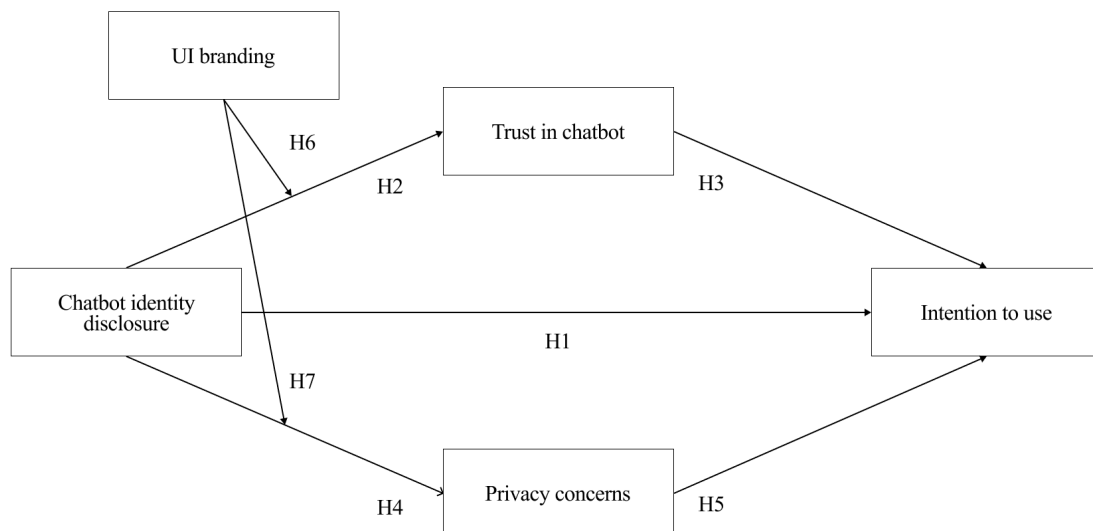 UI branding
Trust in chatbot
H6
H2
H3
Chatbot identity
disclosure
Intention to use
H1
H7
H4
Privacy concerns
H5